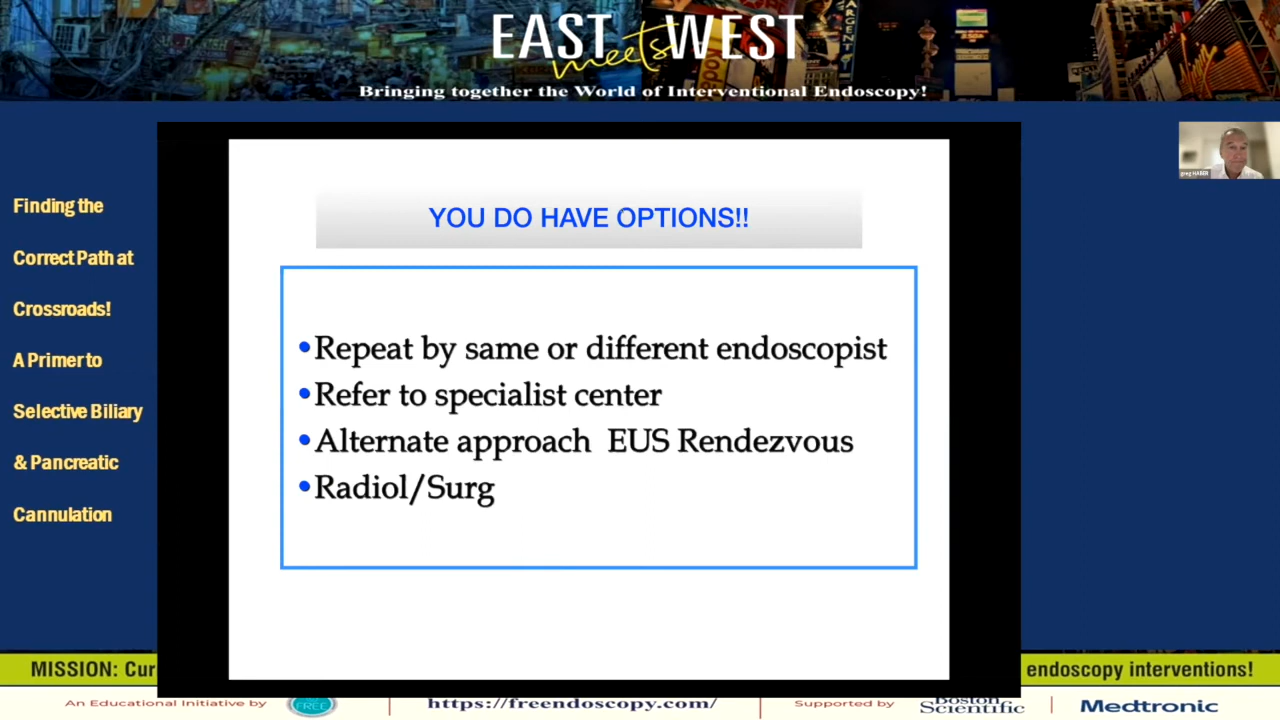 EAST meets WEST
Bringing together the World of Interventional Endoscopy!
greg HABER
Finding the
Correct Path at
Crossroads!
A Primer to
Selective Biliary
& Pancreatic
Cannulation
YOU DO HAVE OPTIONS!!
•Repeat by same or different endoscopist
•Refer to specialist center
•Alternate approach EUS Rendezvous
•Radiol/Surg
MISSION: Cur
endoscopy interventions!
An Educational Initiative by
FREE
https://freendoscopy.com/
Supported by
Boston
Scientific
Medtronic